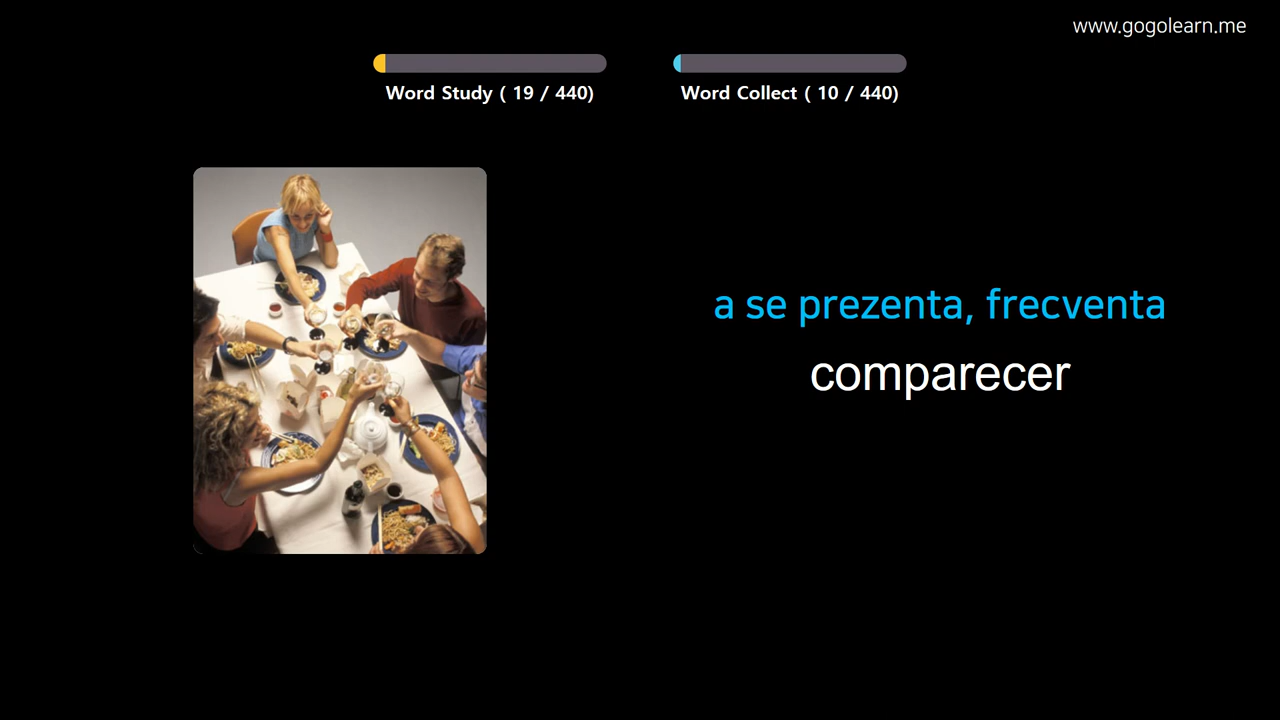 www.gogolearn.me
Word Study ( 19 / 440)
Word Collect ( 10 / 440)
a se prezenta, frecventa
comparecer